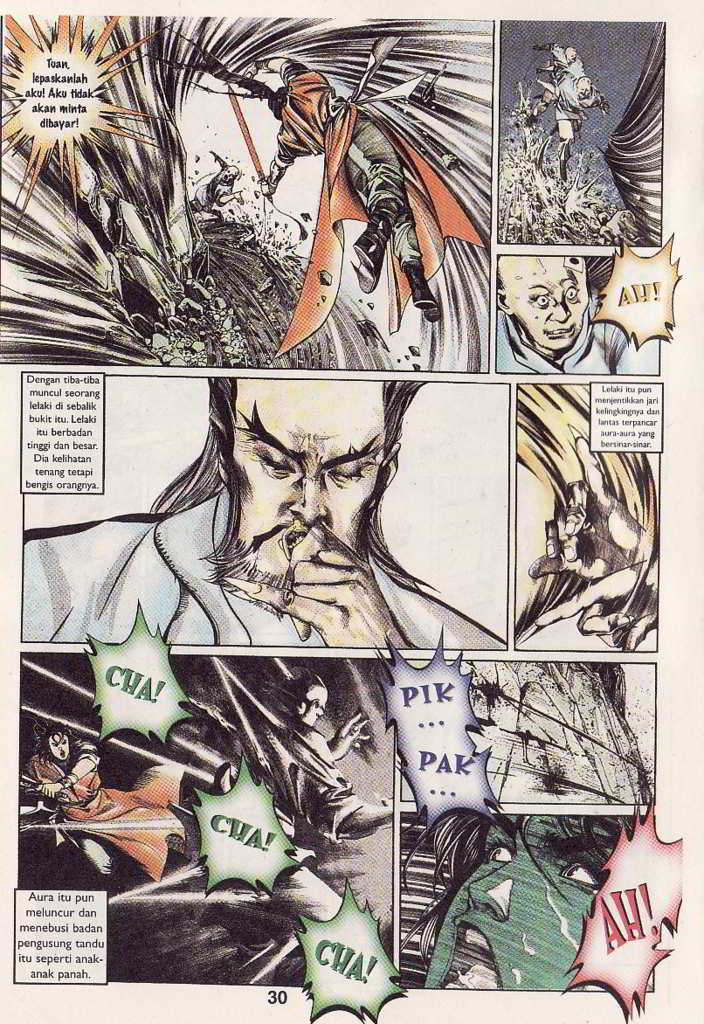 Tuan,
lepaskanlah
aku! Aku tidak
akan minta
dibayar!
AH!
Dengan tiba-tiba
muncul seorang
lelaki di sebalik
bukit itu. Lelaki
itu berbadan
tinggi dan besar.
Dia kelihatan
tenang tetapi
bengis orangnya.
Lelaki itu pun
menjentikkan jari
kelingkingnya dan
lantas terpancar
aura-aura yang
bersinar-sinar.
CHA!
CHA!
CHA!
PIK
...
PAK
...
Aura itu pun
meluncur dan
menebusi badan
pengusung tandu
itu seperti anak-
anak panah.
AH!
30